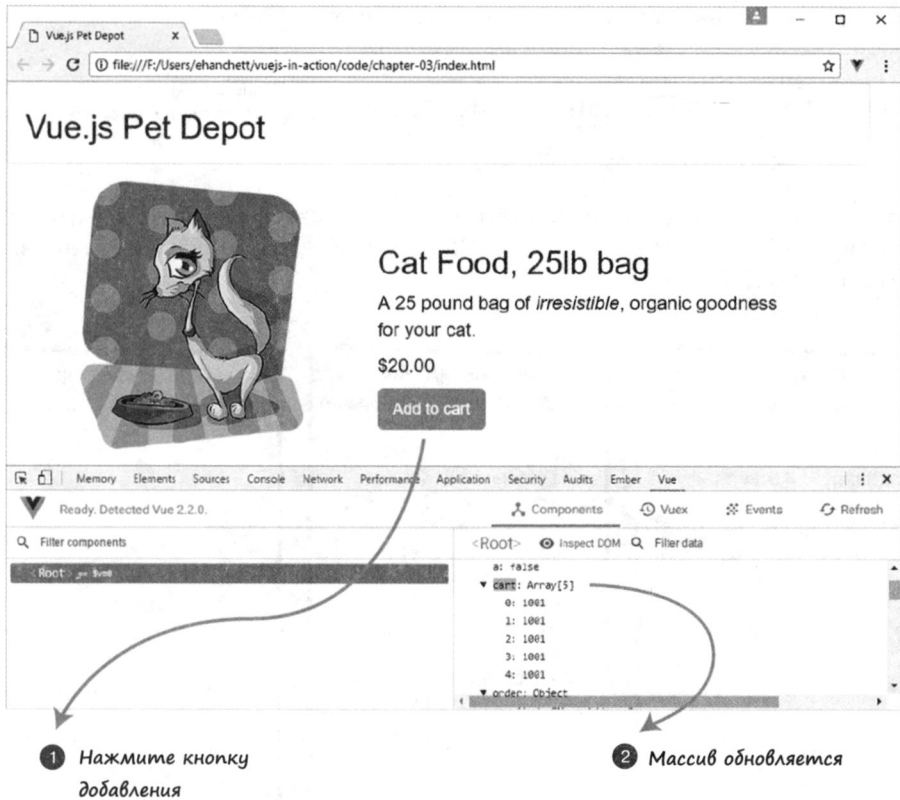 Vue.js Pet Depot x
file:///F:/Users/ehanchett/vuejs-in-action/code/chapter-03/index.html
Vue.js Pet Depot
Cat Food, 25lb bag
A 25 pound bag of irresistible, organic goodness
for your cat.
$20.00
Add to cart
Memory Elements Sources Console Network Performance Application Security Audits Ember Vue
Ready. Detected Vue 2.2.0.
Components Vuex Events Refresh
Filter components
<Root> Inspect DOM Filter data
<Root> == $vm0
a: false
cart: Array[5]
0: 1001
1: 1001
2: 1001
3: 1001
4: 1001
order: Object
1 Нажмите кнопку
добавления
2 Массив обновляется